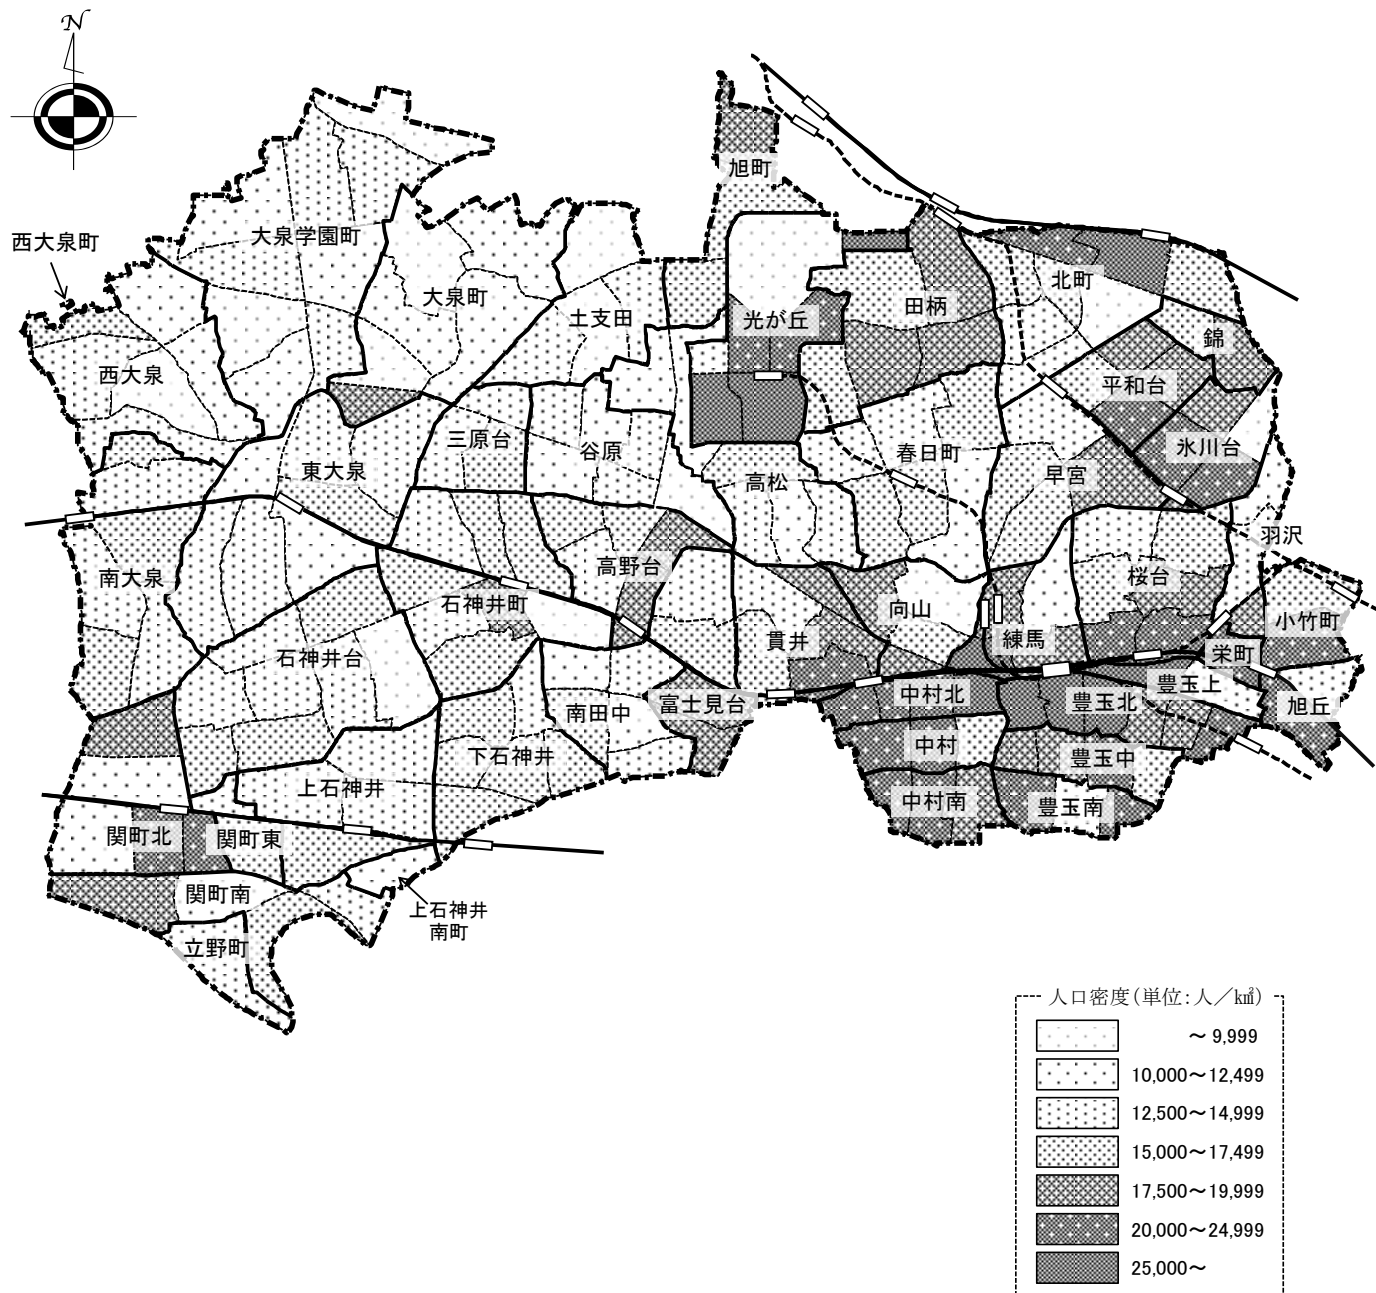 N
旭町
西大泉町
大泉学園町
大泉町
北町
土支田
光が丘
田柄
錦
西大泉
平和台
三原台
谷原
氷川台
東大泉
春日町
高松
早宮
羽沢
南大泉
高野台
桜台
石神井町
向山
小竹町
練馬
貫井
石神井台
栄町
豊玉上
中村北
豊玉北
旭丘
富士見台
南田中
中村
豊玉中
下石神井
上石神井
中村南
豊玉南
関町北
関町東
関町南
上石神井
南町
立野町
人口密度(単位:人/㎢)
~ 9,999
10,000~12,499
12,500~14,999
15,000~17,499
17,500~19,999
20,000~24,999
25,000~